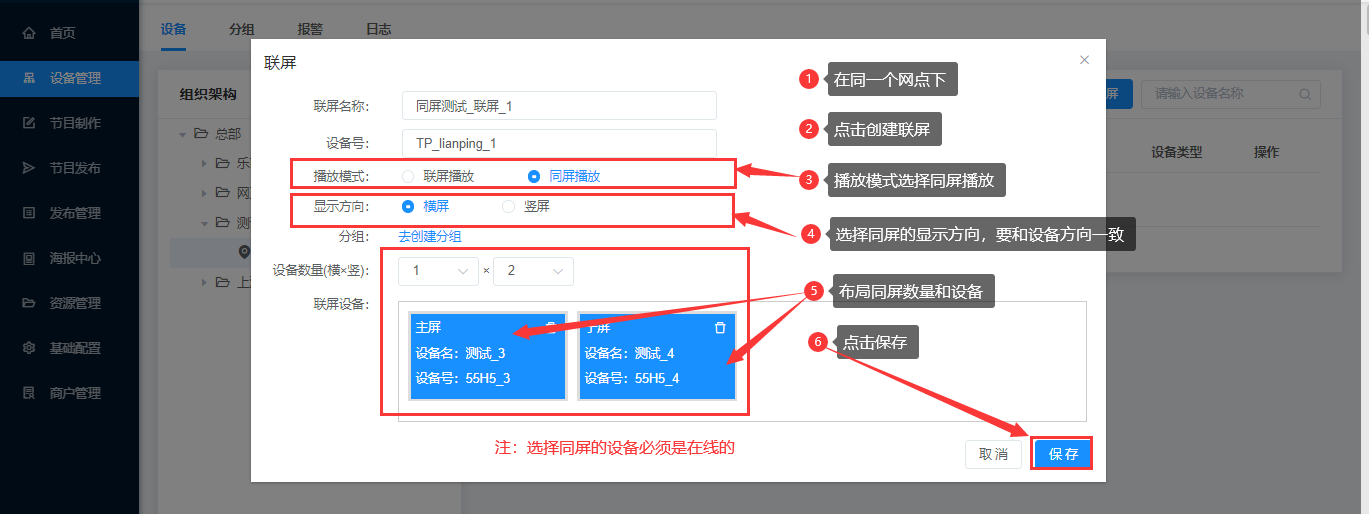 首页
设备管理
节目制作
节目发布
发布管理
海报中心
资源管理
基础配置
商户管理
设备 分组 报警 日志
组织架构
总部
乐
网
测
上
屏 请输入设备名称
设备类型 操作
联屏
联屏名称: 同屏测试_联屏_1
设备号: TP_lianping_1
播放模式: 联屏播放 同屏播放
显示方向: 横屏 竖屏
分组: 去创建分组
设备数量(横×竖): 1 × 2
联屏设备:
主屏
设备名: 测试_3
设备号: 55H5_3
子屏
设备名: 测试_4
设备号: 55H5_4
注: 选择同屏的设备必须是在线的
取消 保存
1 在同一个网点下
2 点击创建联屏
3 播放模式选择同屏播放
4 选择同屏的显示方向，要和设备方向一致
5 布局同屏数量和设备
6 点击保存